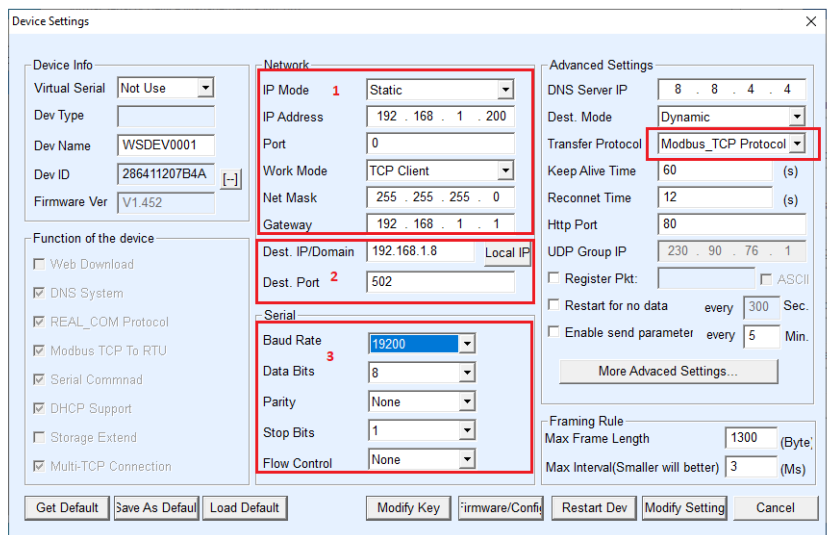 Device Settings
Device Info
Virtual Serial Not Use
Dev Type
Dev Name WSDEV0001
Dev ID 286411207B4A [--]
Firmware Ver V1.452
Function of the device
Web Download
DNS System
REAL_COM Protocol
Modbus TCP To RTU
Serial Commnad
DHCP Support
Storage Extend
Multi-TCP Connection
Network
IP Mode 1 Static
IP Address 192 . 168 . 1 . 200
Port 0
Work Mode TCP Client
Net Mask 255 . 255 . 255 . 0
Gateway 192 . 168 . 1 . 1
Dest. IP/Domain 192.168.1.8 Local IP
Dest. Port 2 502
Serial
Baud Rate 19200
3
Data Bits 8
Parity None
Stop Bits 1
Flow Control None
Advanced Settings
DNS Server IP 8 . 8 . 4 . 4
Dest. Mode Dynamic
Transfer Protocol Modbus_TCP Protocol
Keep Alive Time 60 (s)
Reconnet Time 12 (s)
Http Port 80
UDP Group IP 230 . 90 . 76 . 1
Register Pkt: ASCII
Restart for no data every 300 Sec.
Enable send parameter every 5 Min.
More Advaced Settings...
Framing Rule
Max Frame Length 1300 (Byte)
Max Interval(Smaller will better) 3 (Ms)
Get Default Save As Defaul Load Default Modify Key Firmware/Config Restart Dev Modify Setting Cancel